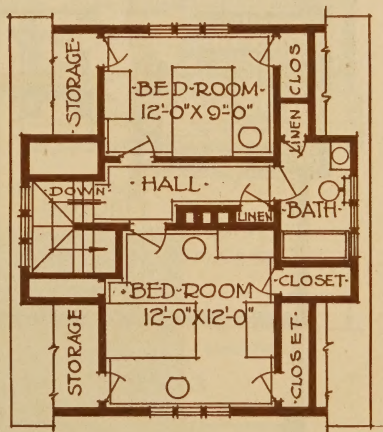 STORAGE
CLOS
·BED-ROOM·
12'-0"X 9'-0"
LINEN
DOWN
·HALL·
LINEN
·BATH·
·CLOSET·
·BED-ROOM
12'-0"X12'-0"
STORAGE
·CLOSET·